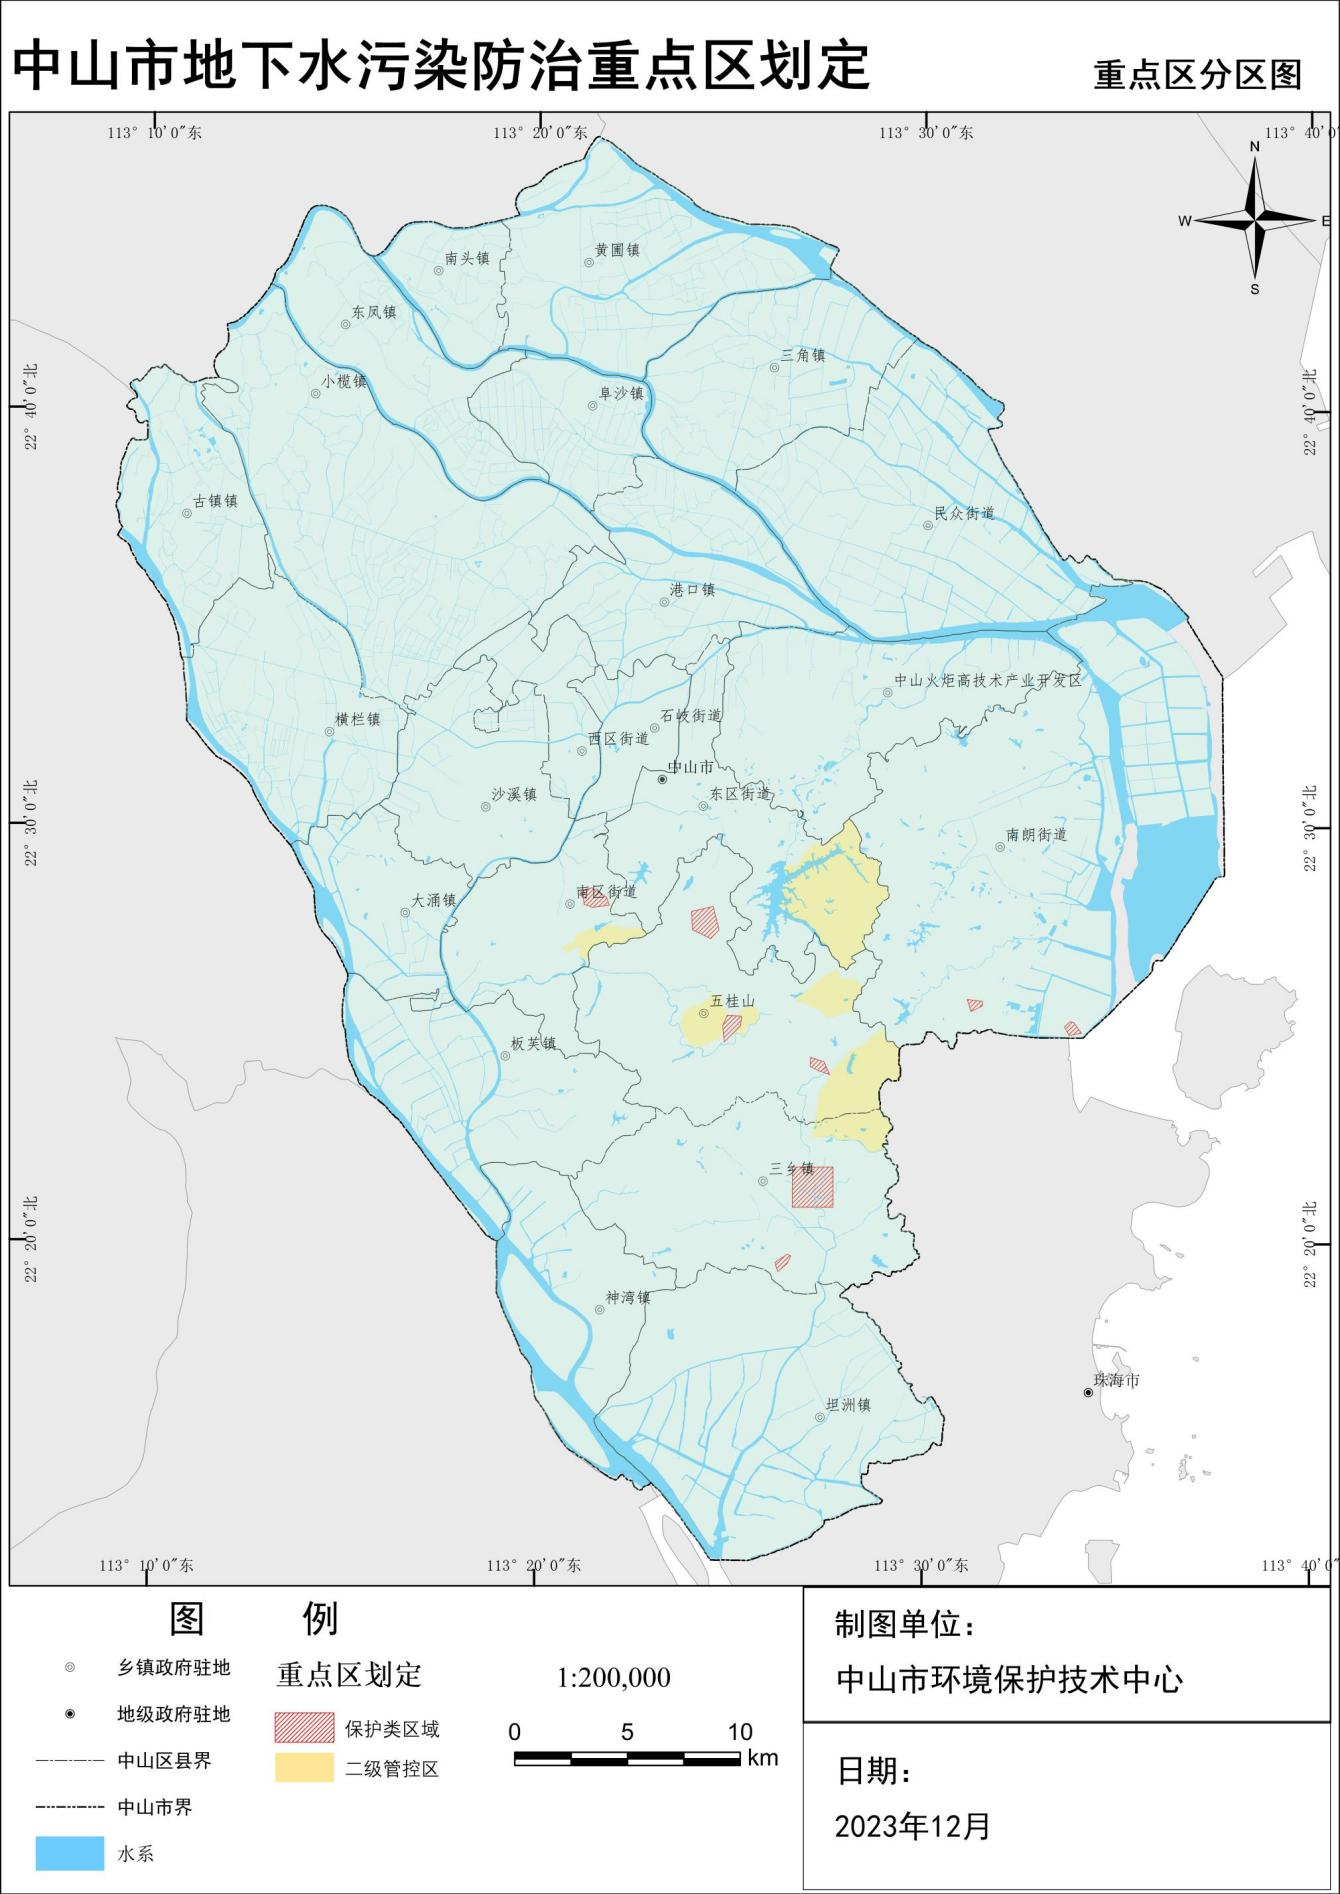 中山市地下水污染防治重点区划定
重点区分区图
113° 10'0"东
113° 20'0"东
113° 30'0"东
113° 40'0"
N
W
E
S
22° 40'0"北
22° 40'0"北
22° 30'0"北
22° 30'0"北
22° 20'0"北
22° 20'0"北
南头镇
黄圃镇
东凤镇
三角镇
小榄镇
阜沙镇
古镇镇
民众街道
港口镇
中山火炬高技术产业开发区
横栏镇
石岐街道
西区街道
中山市
沙溪镇
东区街道
南朗街道
南区街道
大涌镇
五桂山
板芙镇
三乡镇
神湾镇
珠海市
坦洲镇
113° 10'0"东
113° 20'0"东
113° 30'0"东
113° 40'0"
图 例
乡镇政府驻地
地级政府驻地
中山区县界
中山市界
水系
重点区划定
保护类区域
二级管控区
1:200,000
0 5 10
km
制图单位：
中山市环境保护技术中心
日期：
2023年12月